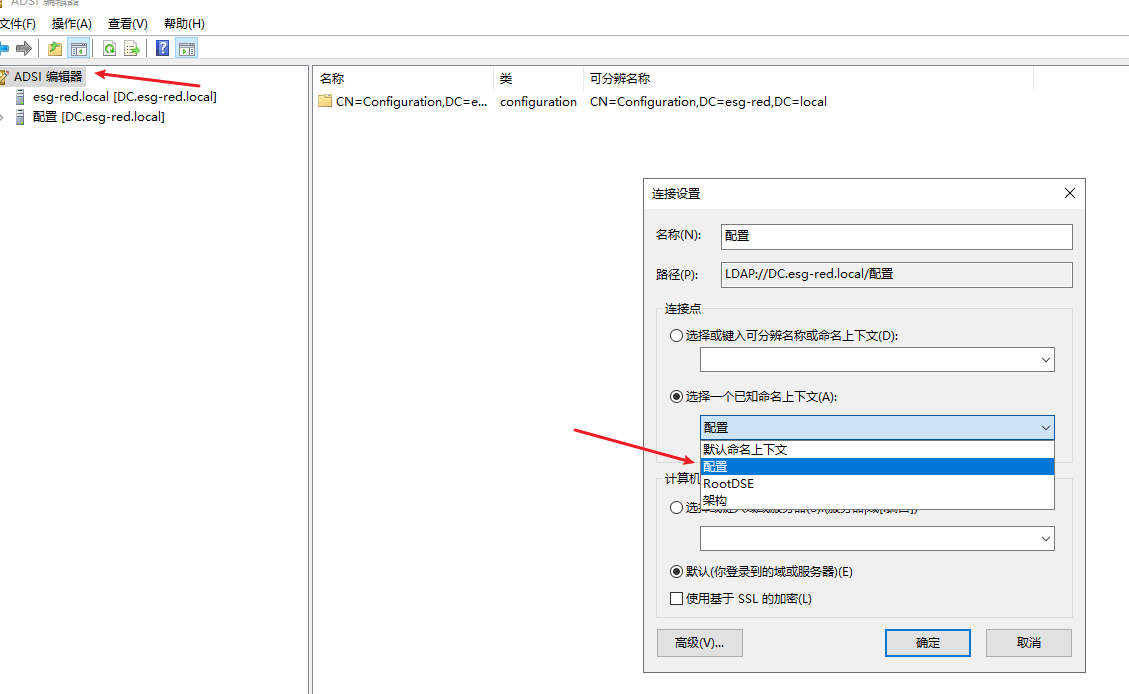 ADSI 编辑器
文件(F) 操作(A) 查看(V) 帮助(H)
ADSI 编辑器
esg-red.local [DC.esg-red.local]
配置 [DC.esg-red.local]
名称 类 可分辨名称
CN=Configuration,DC=e... configuration CN=Configuration,DC=esg-red,DC=local
连接设置
名称(N): 配置
路径(P): LDAP://DC.esg-red.local/配置
连接点
选择或键入可分辨名称或命名上下文(D):
选择一个已知命名上下文(A):
配置
默认命名上下文
配置
RootDSE
架构
计算机
默认(你登录到的域或服务器)(E)
使用基于 SSL 的加密(L)
高级(V)... 确定 取消